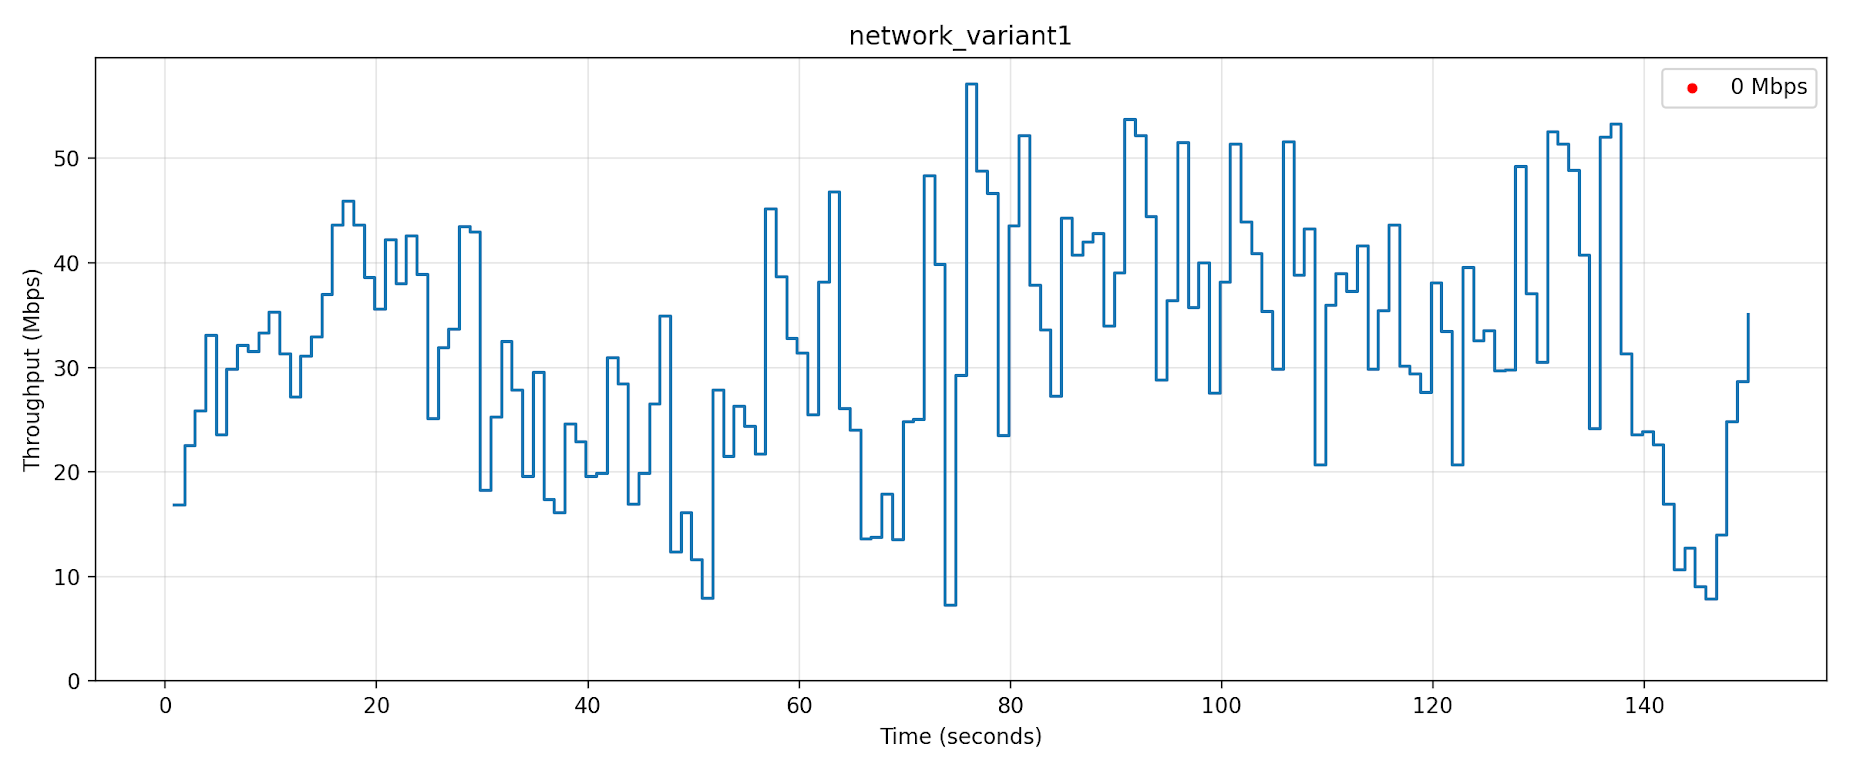 network_variant1
0 Mbps
Throughput (Mbps)
50
40
30
20
10
0
0 20 40 60 80 100 120 140
Time (seconds)